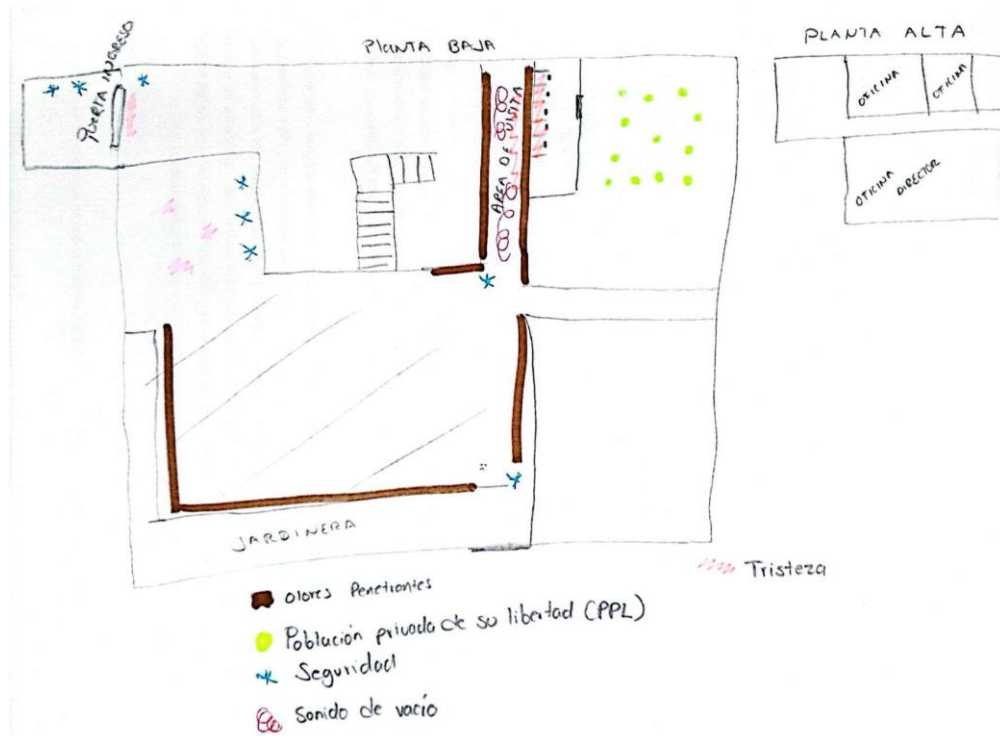 PLANTA BAJA
PLANTA ALTA
PUERTA INGRESO
AREA DE VISITA
OFICINA
OFICINA
OFICINA
DIRECTOR
JARDINERA
Tristeza
Olores Penetrantes
Población privada de su libertad (PPL)
Seguridad
Sonido de vacío